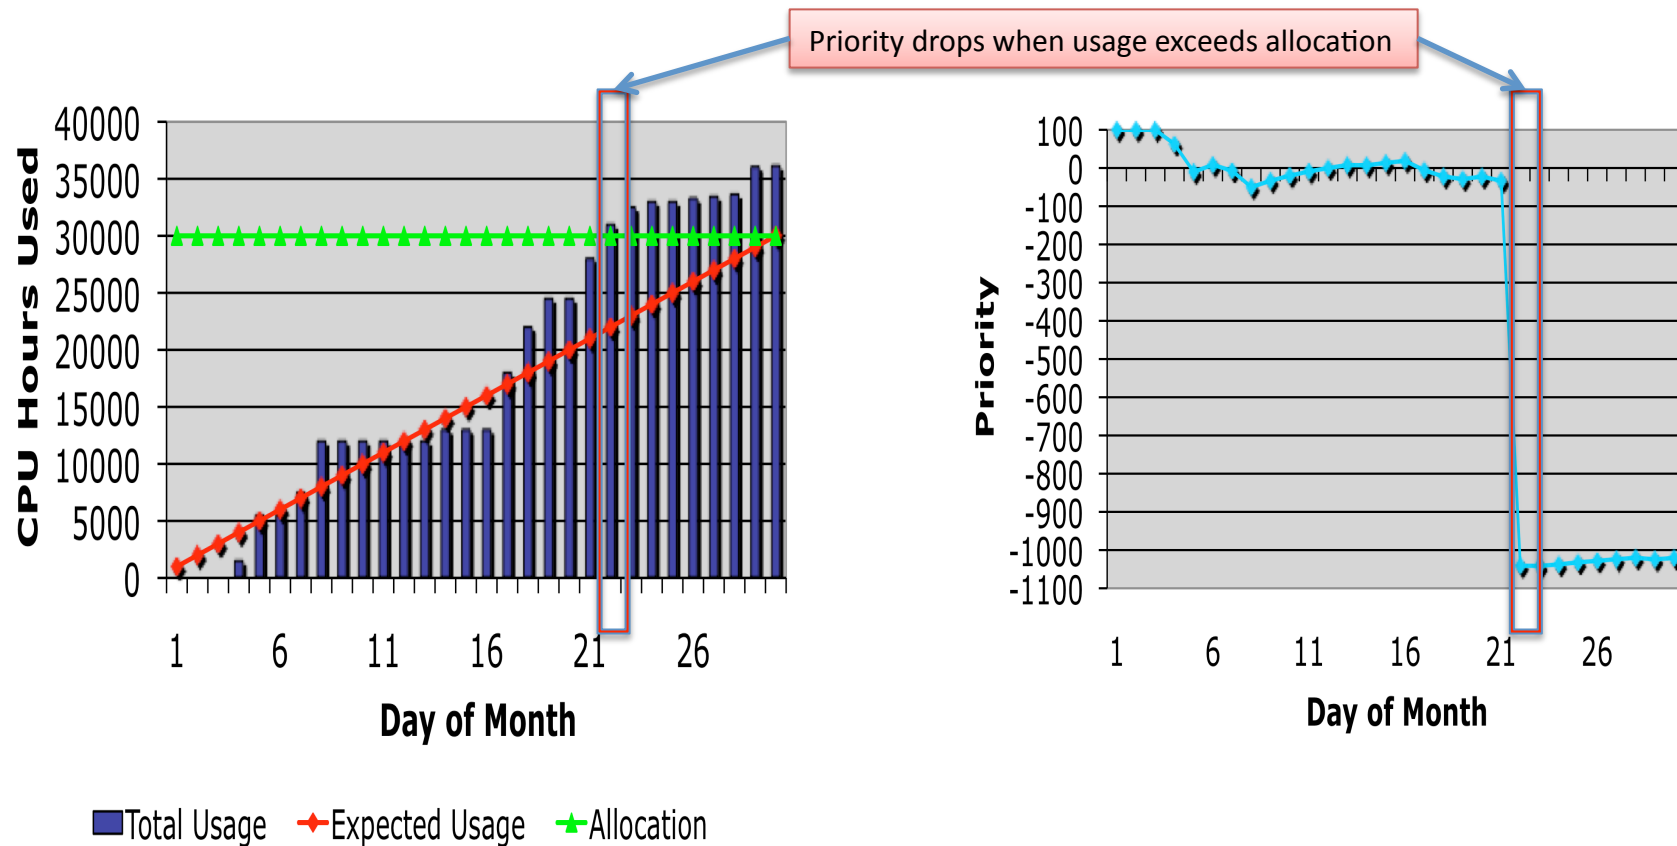 Priority drops when usage exceeds allocation
CPU Hours Used
40000
35000
30000
25000
20000
15000
10000
5000
0
1 6 11 16 21 26
Day of Month
Total Usage Expected Usage Allocation
Priority
100
0
-100
-200
-300
-400
-500
-600
-700
-800
-900
-1000
-1100
1 6 11 16 21 26
Day of Month